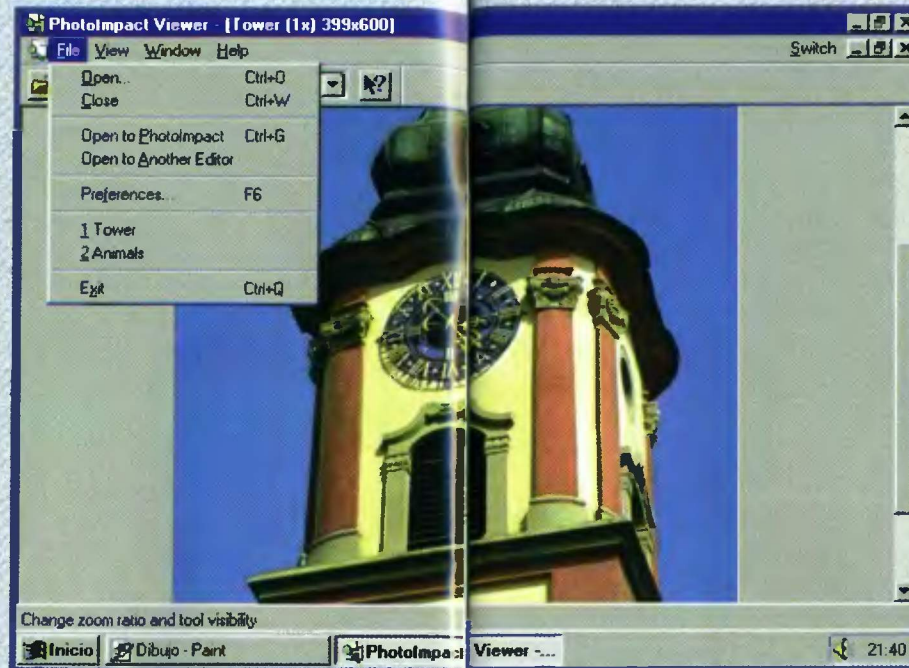 PhotoImpact Viewer - [Tower (1x) 399x600]
File View Window Help Switch
Open... Ctrl+O
Close Ctrl+W
Open to PhotoImpact Ctrl+G
Open to Another Editor
Preferences... F6
1 Tower
2 Animals
Exit Ctrl+Q
Change zoom ratio and tool visibility
Inicio Dibujo - Paint PhotoImpact Viewer -... 21:40